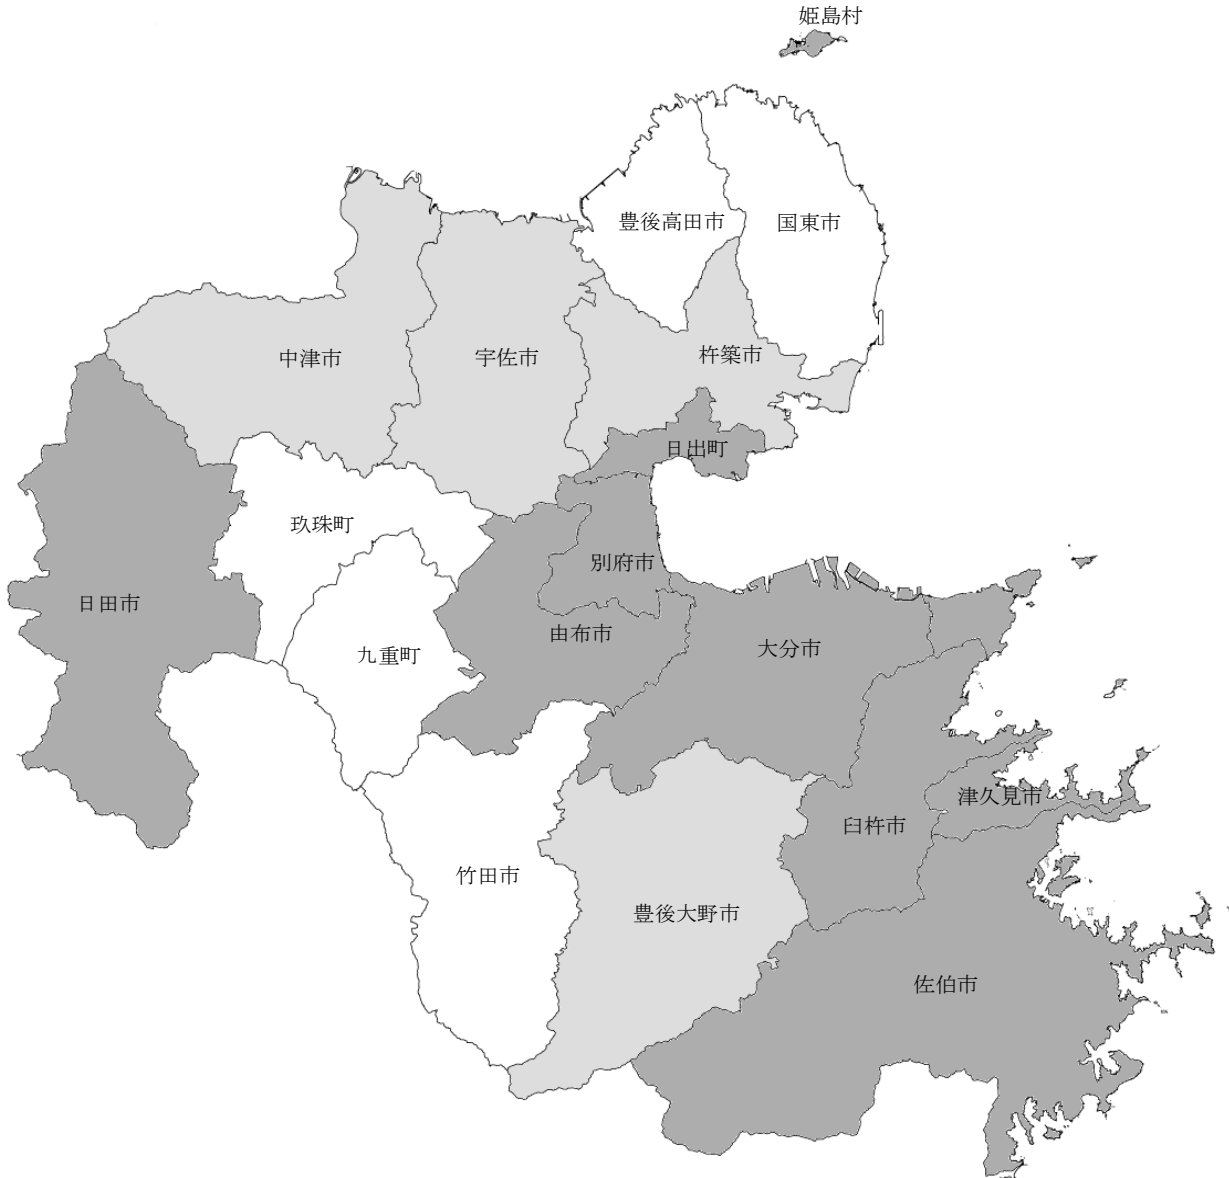 姫島村
豊後高田市
国東市
中津市
宇佐市
杵築市
日出町
玖珠町
別府市
日田市
由布市
大分市
九重町
津久見市
臼杵市
竹田市
豊後大野市
佐伯市